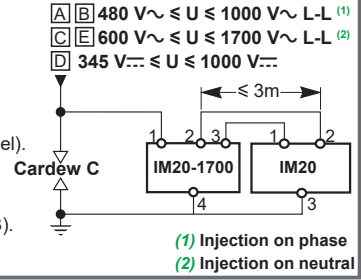 A B 480 V∼ ≤ U ≤ 1000 V∼ L-L (1)
C E 600 V∼ ≤ U ≤ 1700 V∼ L-L (2)
D 345 V⎓ ≤ U ≤ 1000 V⎓
≤ 3m
1 2 3 1 2
el).
Cardew C
IM20-1700 IM20
4 3
).
(1) Injection on phase
(2) Injection on neutral